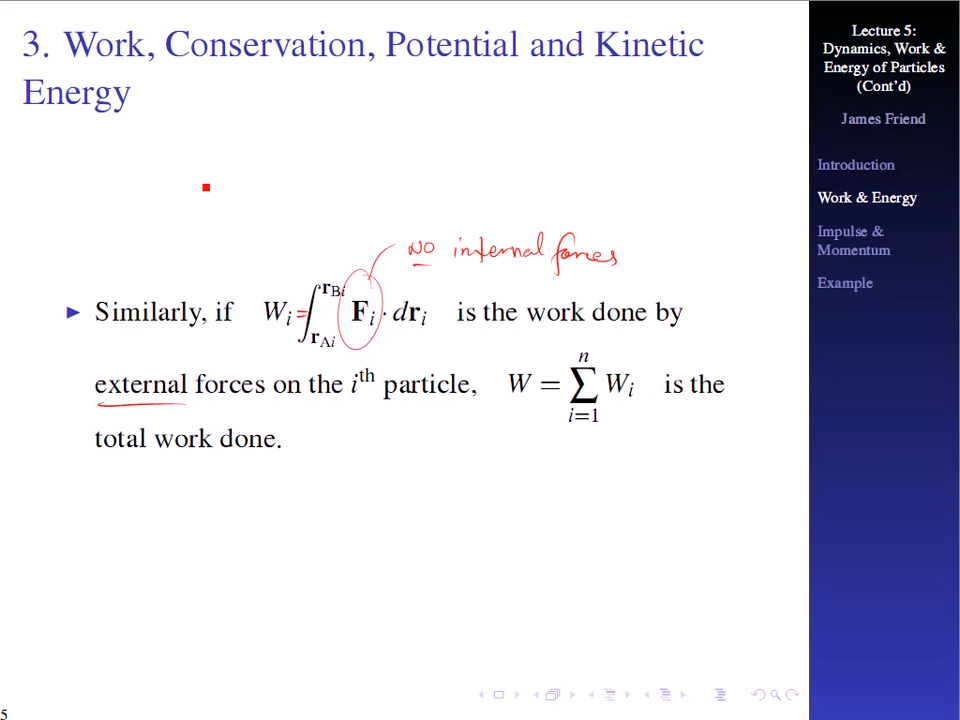 3. Work, Conservation, Potential and Kinetic
Energy
NO internal forces
▶ Similarly, if W_i = ∫_{r_{Ai}}^{r_{Bi}} F_i · dr_i is the work done by
external forces on the i^th particle, W = ∑_{i=1}^{n} W_i is the
total work done.
5
Lecture 5:
Dynamics, Work &
Energy of Particles
(Cont'd)
James Friend
Introduction
Work & Energy
Impulse &
Momentum
Example